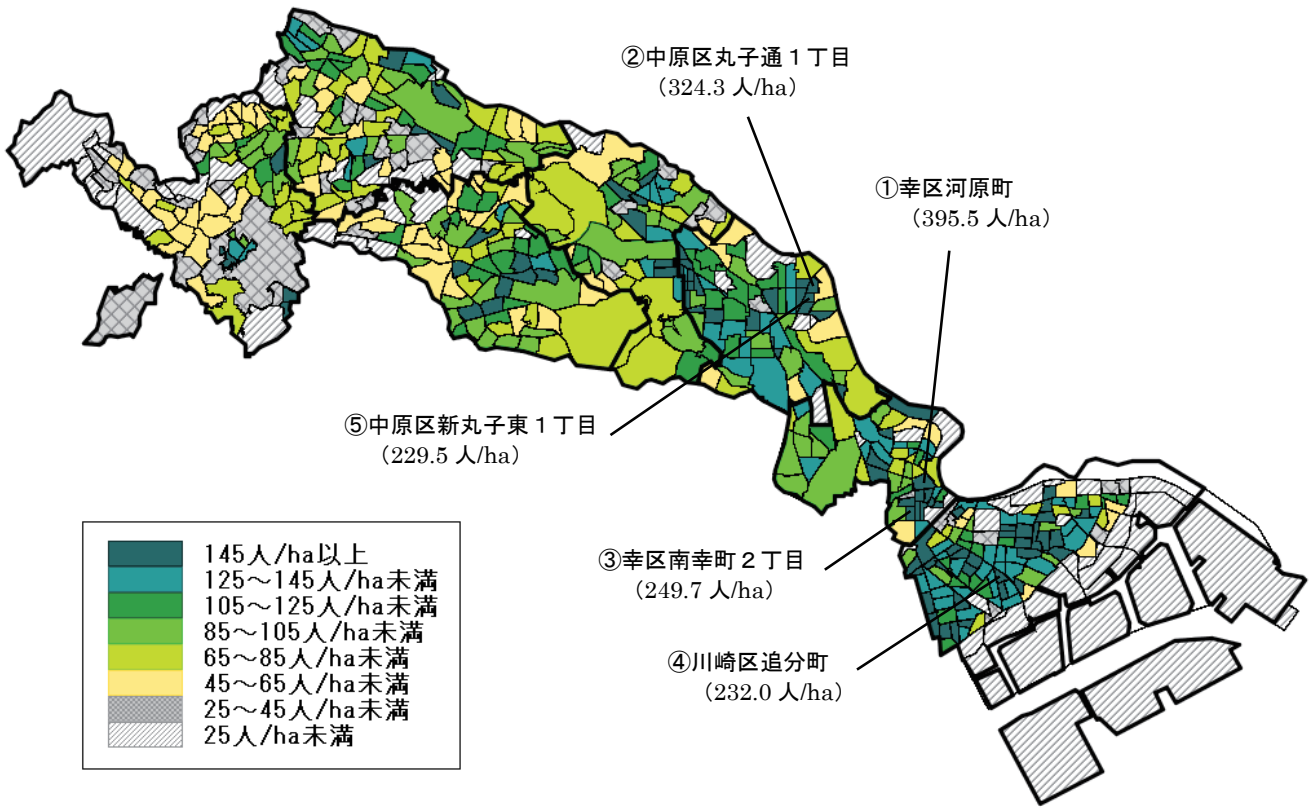 ②中原区丸子通１丁目
（324.3 人/ha）
①幸区河原町
（395.5 人/ha）
⑤中原区新丸子東１丁目
（229.5 人/ha）
③幸区南幸町２丁目
（249.7 人/ha）
④川崎区追分町
（232.0 人/ha）
145人/ha以上
125～145人/ha未満
105～125人/ha未満
85～105人/ha未満
65～85人/ha未満
45～65人/ha未満
25～45人/ha未満
25人/ha未満